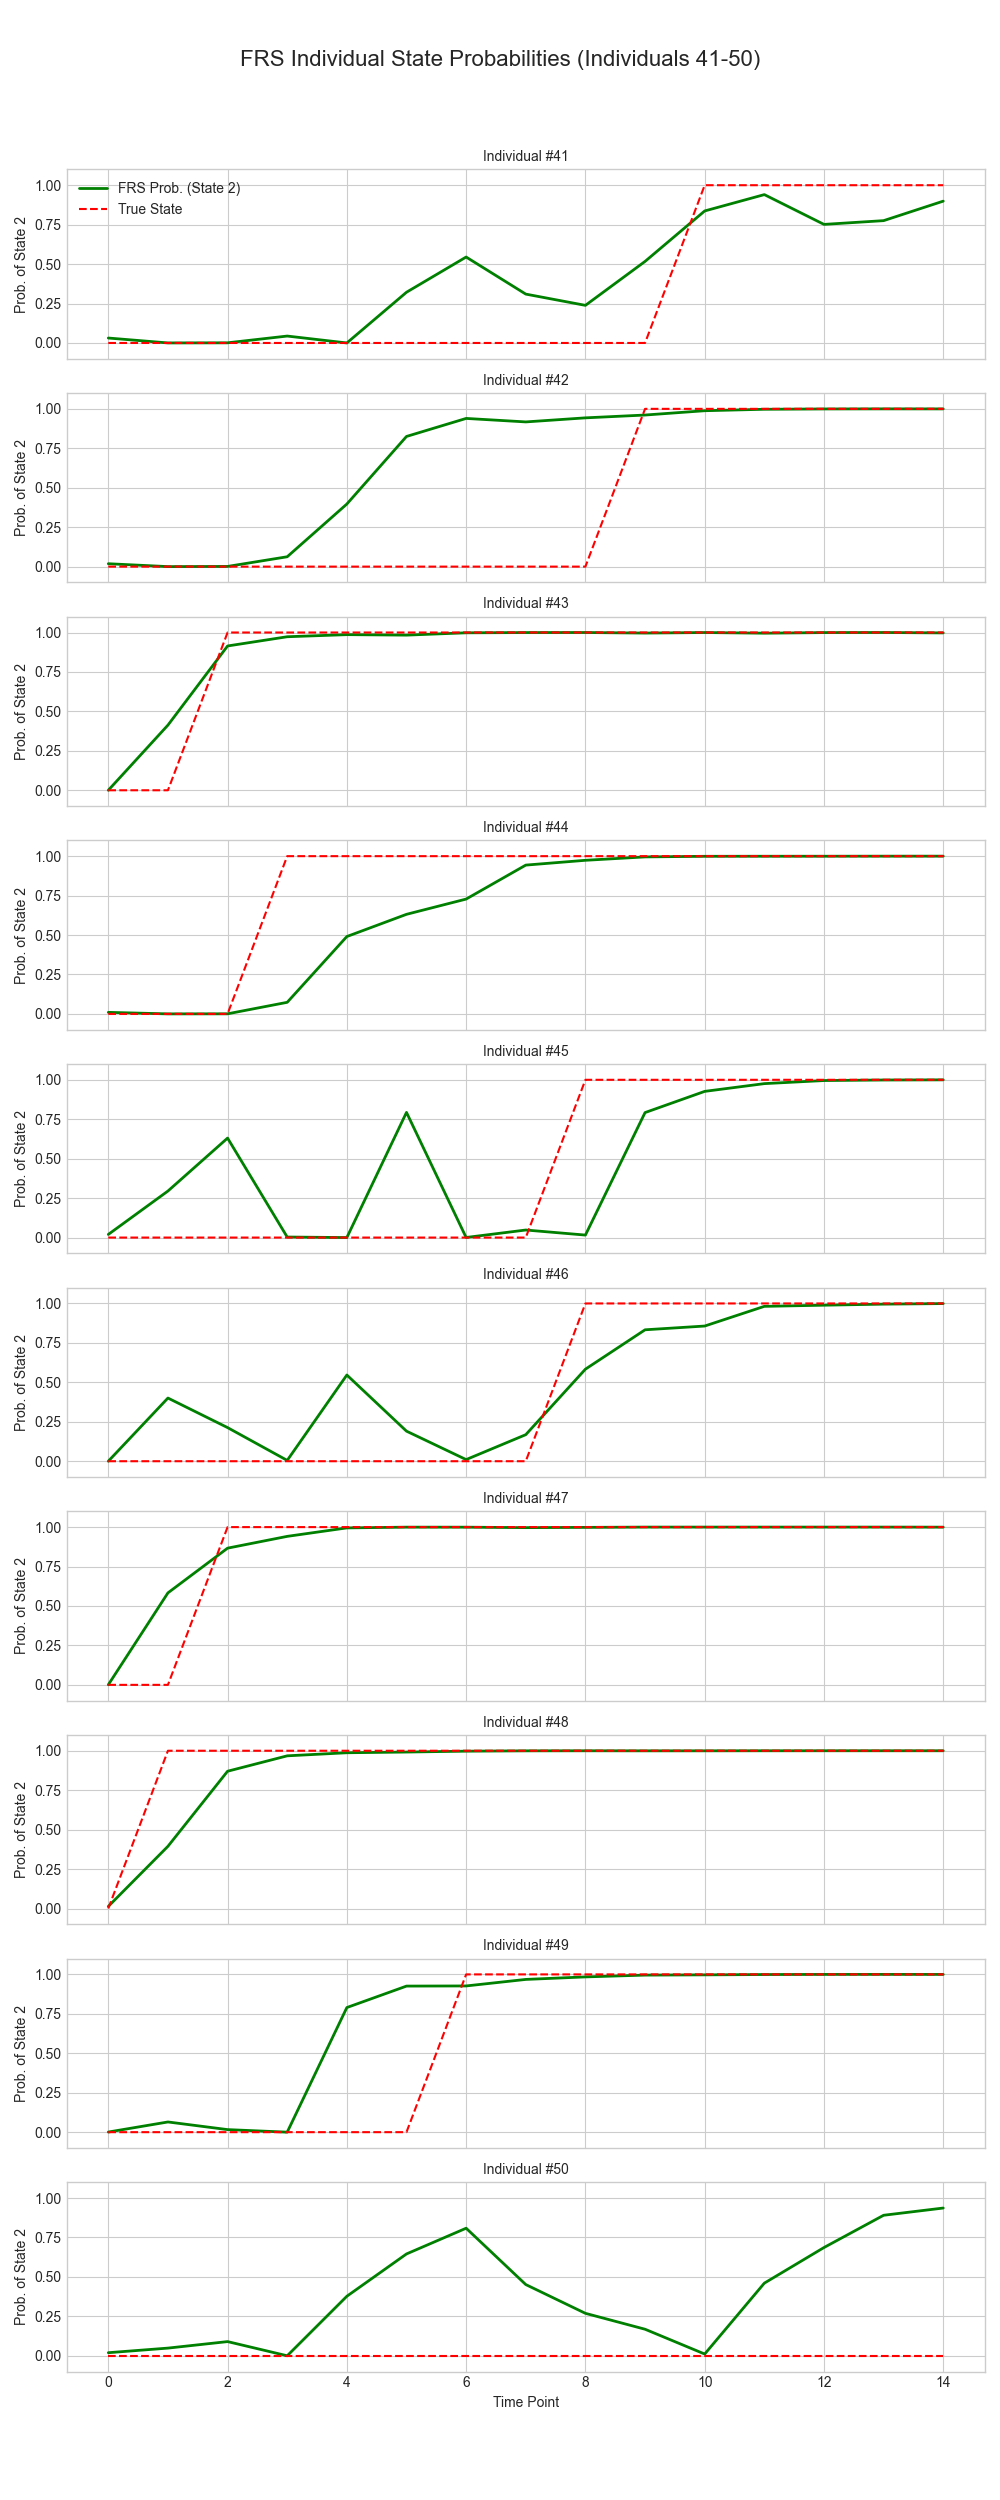 FRS Individual State Probabilities (Individuals 41-50)
Individual #41
1.00
0.75
0.50
0.25
0.00
Prob. of State 2
FRS Prob. (State 2)
True State
Individual #42
1.00
0.75
0.50
0.25
0.00
Prob. of State 2
Individual #43
1.00
0.75
0.50
0.25
0.00
Prob. of State 2
Individual #44
1.00
0.75
0.50
0.25
0.00
Prob. of State 2
Individual #45
1.00
0.75
0.50
0.25
0.00
Prob. of State 2
Individual #46
1.00
0.75
0.50
0.25
0.00
Prob. of State 2
Individual #47
1.00
0.75
0.50
0.25
0.00
Prob. of State 2
Individual #48
1.00
0.75
0.50
0.25
0.00
Prob. of State 2
Individual #49
1.00
0.75
0.50
0.25
0.00
Prob. of State 2
Individual #50
1.00
0.75
0.50
0.25
0.00
Prob. of State 2
0 2 4 6 8 10 12 14
Time Point